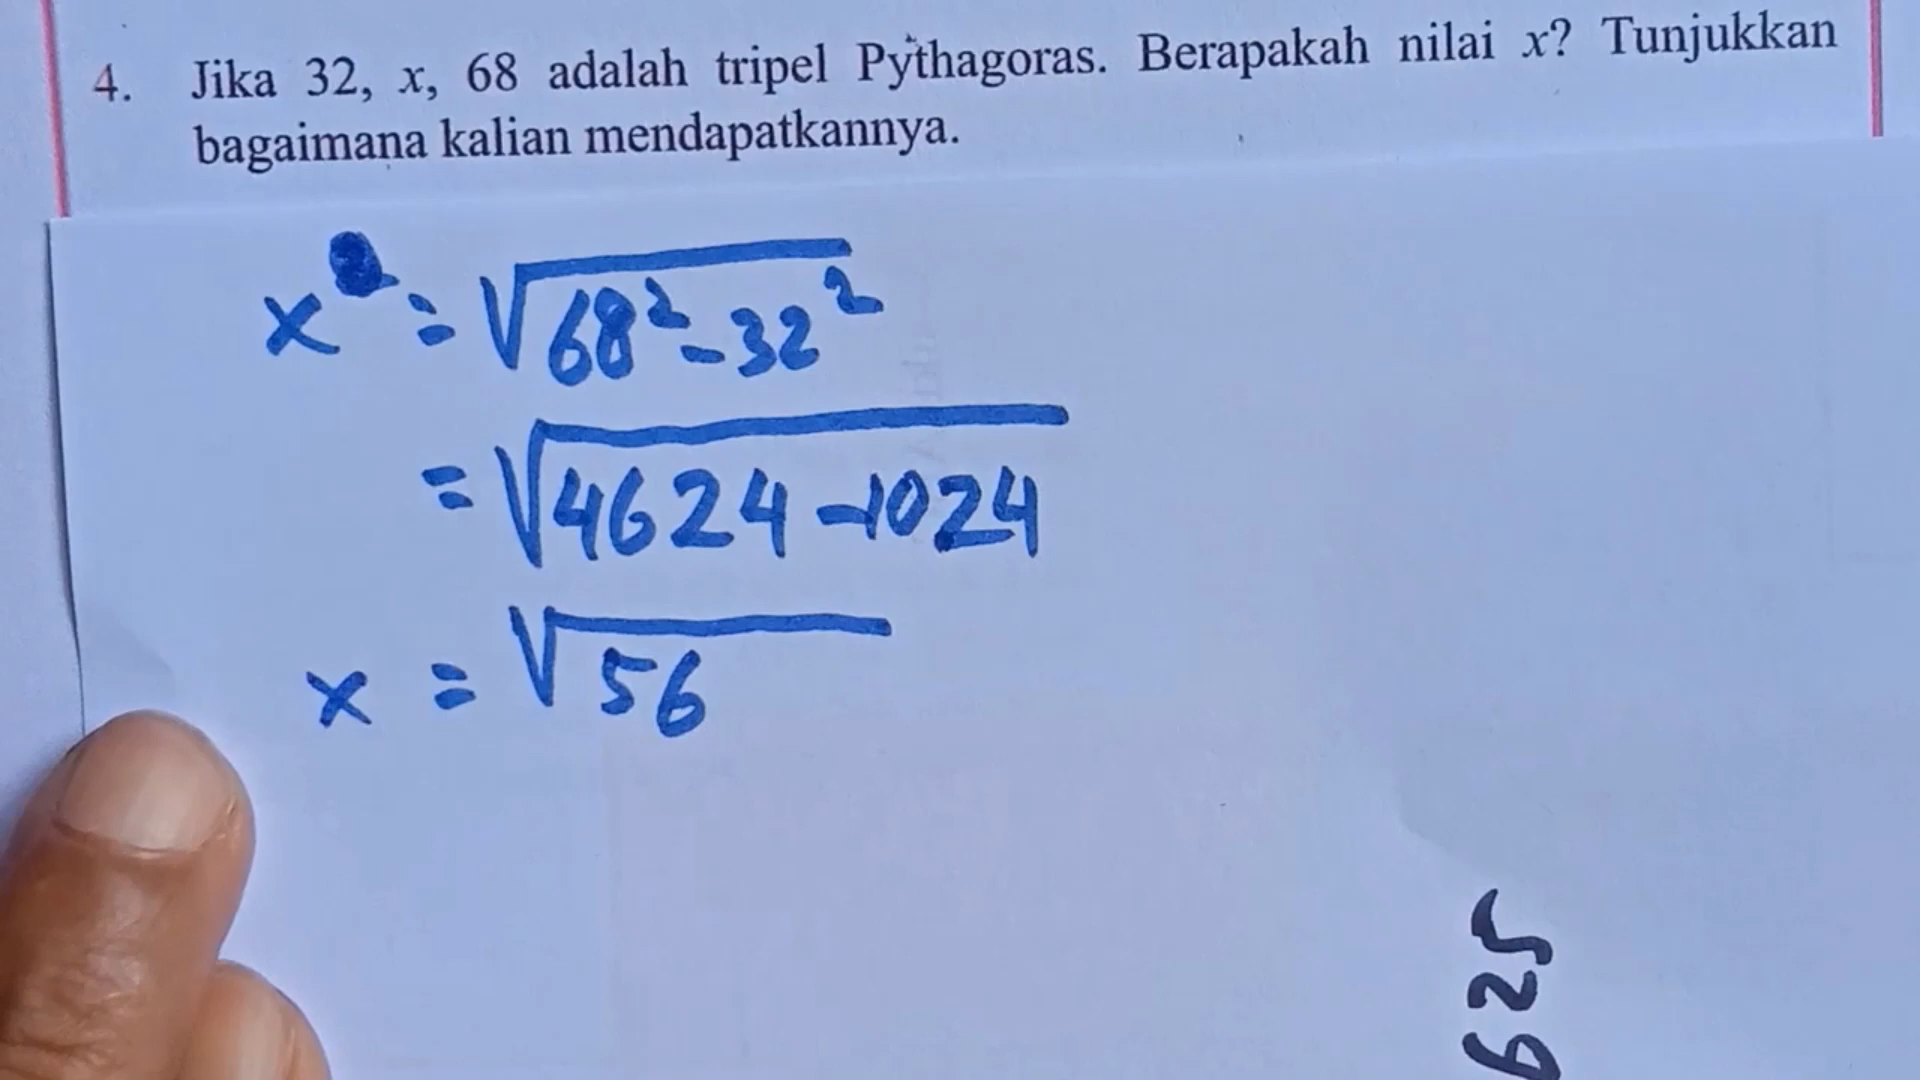 4. Jika 32, x, 68 adalah tripel Pythagoras. Berapakah nilai x? Tunjukkan
bagaimana kalian mendapatkannya.
x = √68² - 32²
= √4624 - 1024
x = √56
625